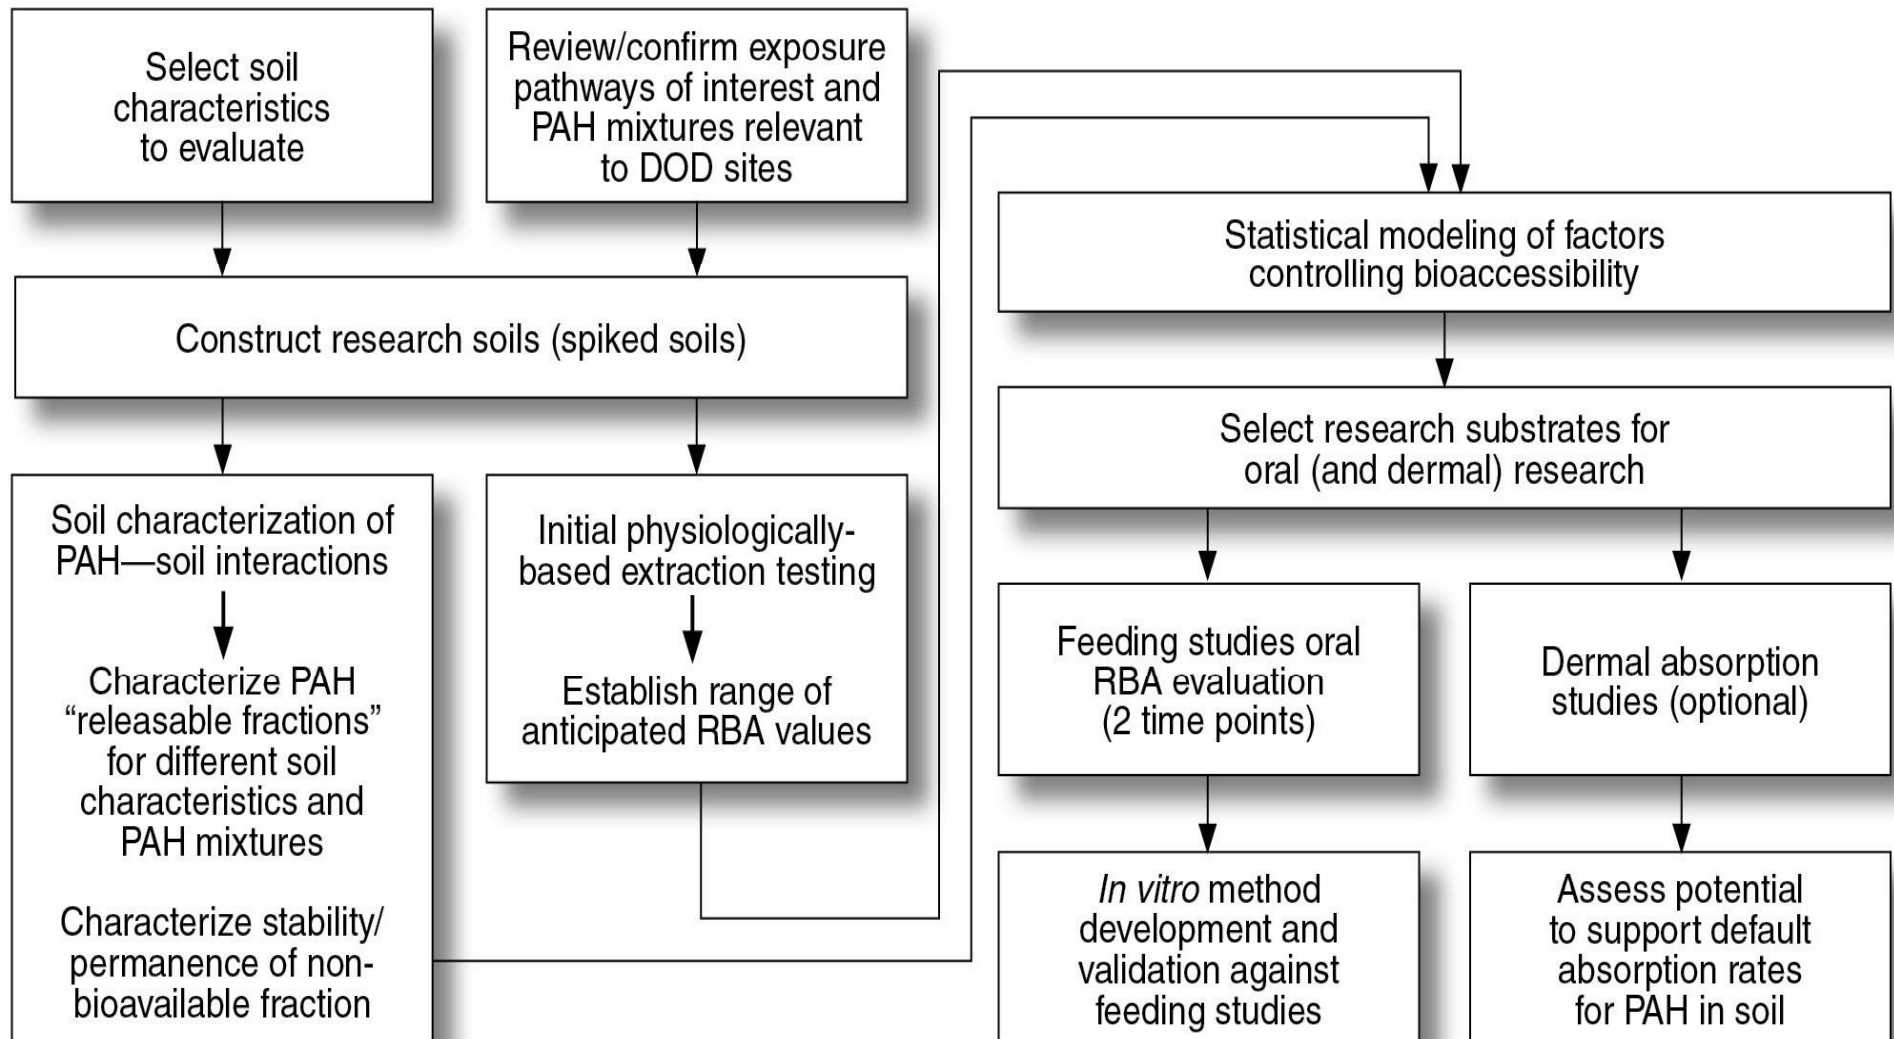 Select soil
characteristics
to evaluate
Review/confirm exposure
pathways of interest and
PAH mixtures relevant
to DOD sites
Construct research soils (spiked soils)
Soil characterization of
PAH—soil interactions
Characterize PAH
“releasable fractions”
for different soil
characteristics and
PAH mixtures
Characterize stability/
permanence of non-
bioavailable fraction
Initial physiologically-
based extraction testing
Establish range of
anticipated RBA values
Statistical modeling of factors
controlling bioaccessibility
Select research substrates for
oral (and dermal) research
Feeding studies oral
RBA evaluation
(2 time points)
Dermal absorption
studies (optional)
In vitro method
development and
validation against
feeding studies
Assess potential
to support default
absorption rates
for PAH in soil